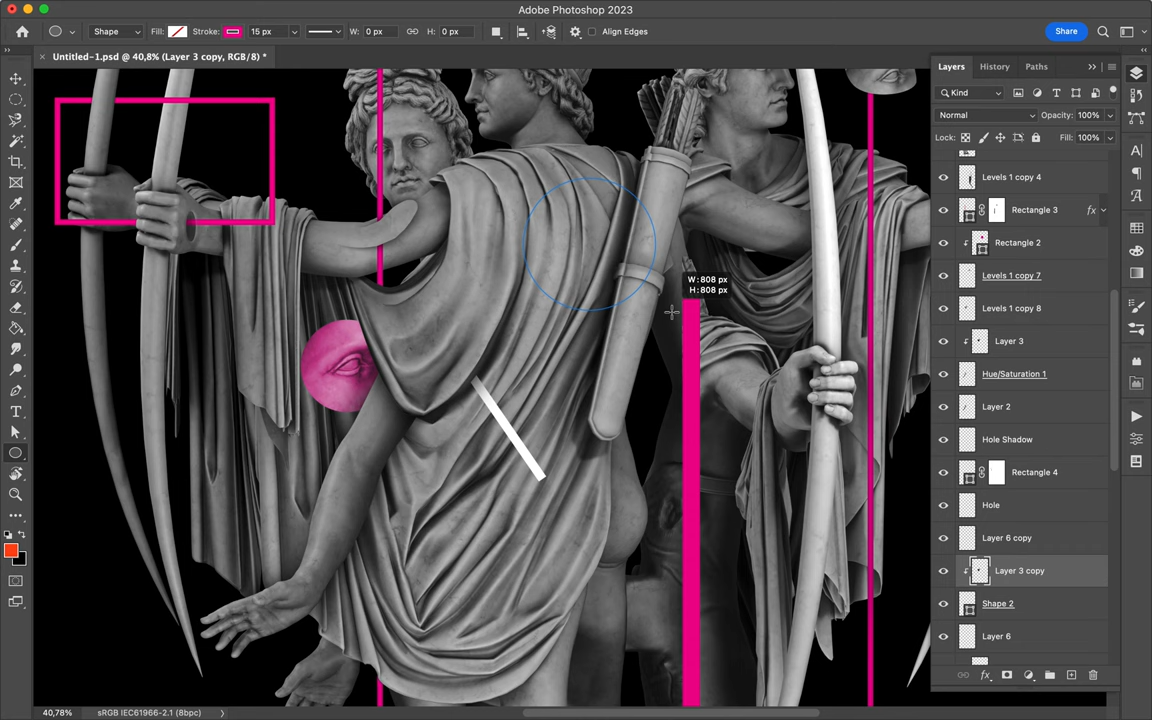 Adobe Photoshop 2023
Shape
Fill:
Stroke:
15 px
W: 0 px
H: 0 px
Align Edges
Share
Untitled-1.psd @ 40,8% (Layer 3 copy, RGB/8) *
Layers
History
Paths
Kind
Normal
Opacity: 100%
Lock:
Fill: 100%
Levels 1 copy 4
Rectangle 3
fx
Rectangle 2
Levels 1 copy 7
Levels 1 copy 8
Layer 3
Hue/Saturation 1
Layer 2
Hole Shadow
Rectangle 4
Hole
Layer 6 copy
Layer 3 copy
Shape 2
Layer 6
W: 808 px
H: 808 px
fx
40,78%
sRGB IEC61966-2.1 (8bpc)